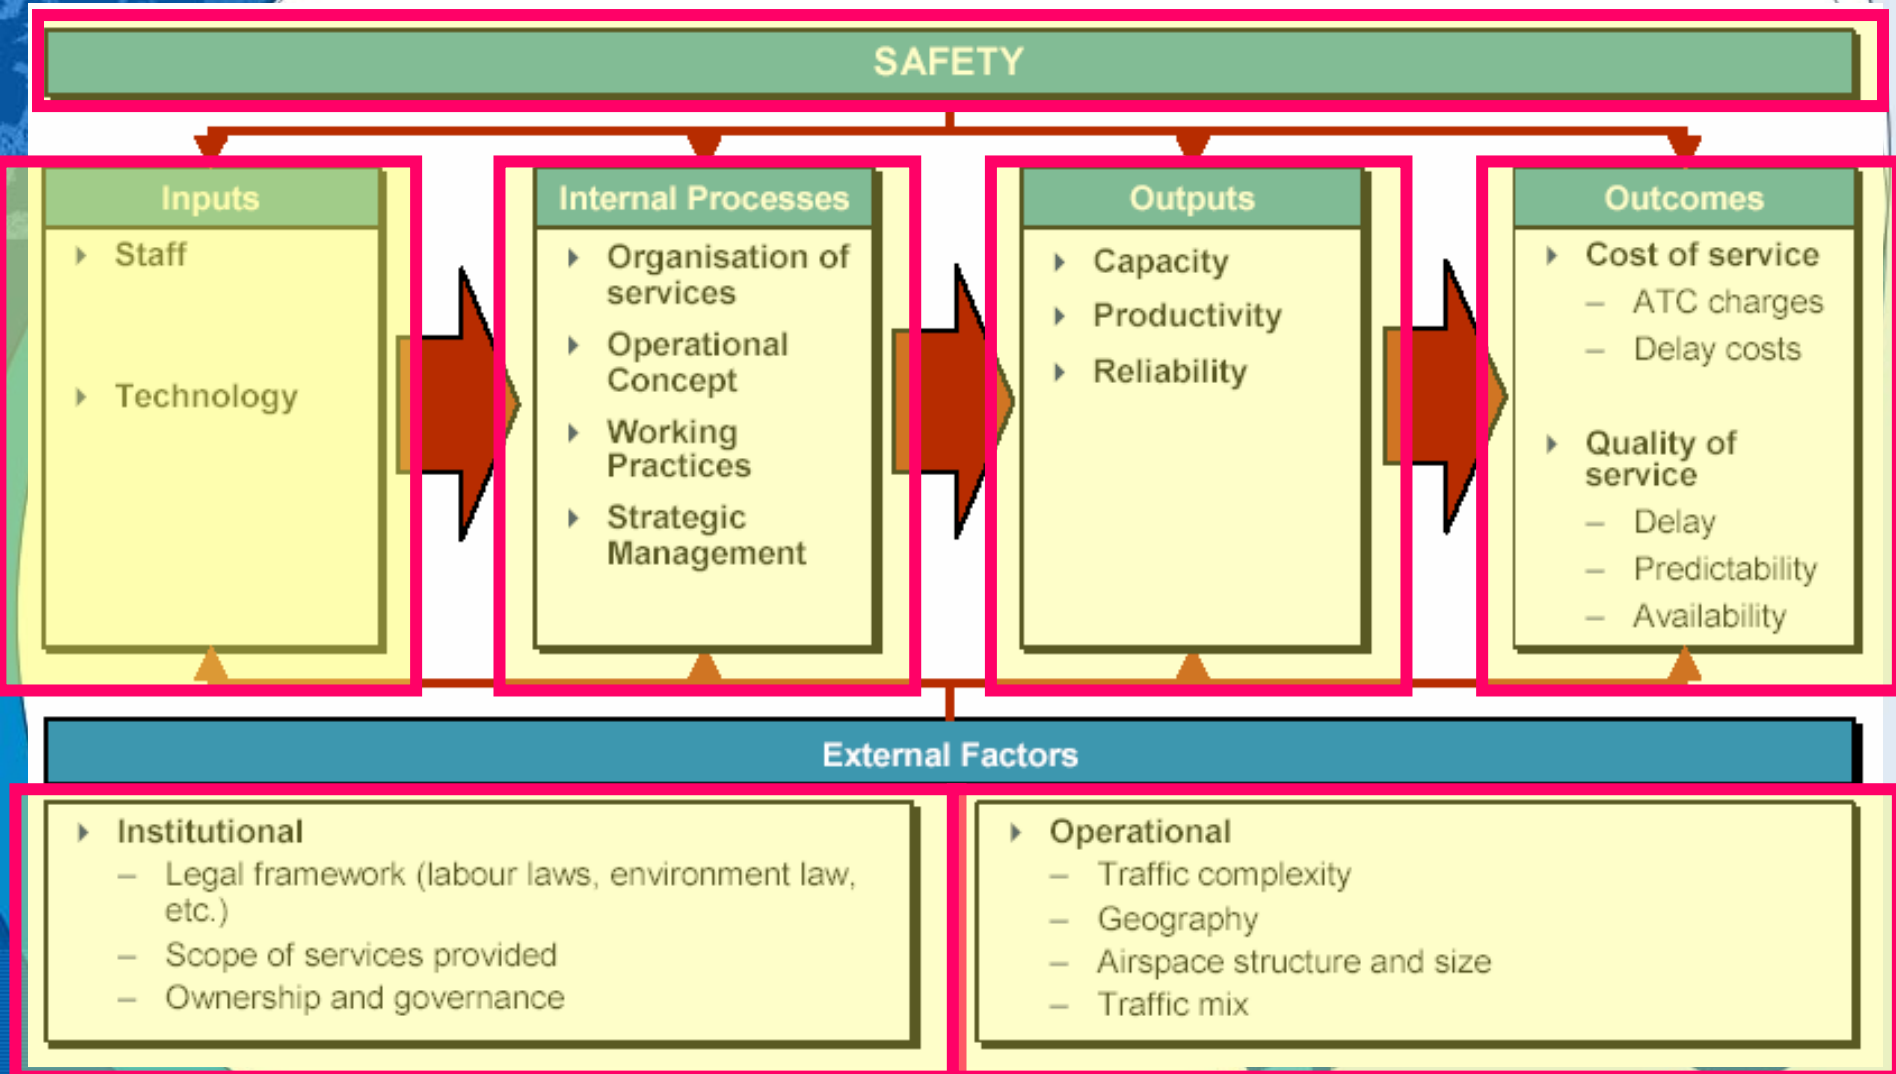 SAFETY
Inputs
Staff
Technology
Internal Processes
Organisation of
services
Operational
Concept
Working
Practices
Strategic
Management
Outputs
Capacity
Productivity
Reliability
Outcomes
Cost of service
– ATC charges
– Delay costs
Quality of
service
– Delay
– Predictability
– Availability
External Factors
Institutional
– Legal framework (labour laws, environment law,
etc.)
– Scope of services provided
– Ownership and governance
Operational
– Traffic complexity
– Geography
– Airspace structure and size
– Traffic mix